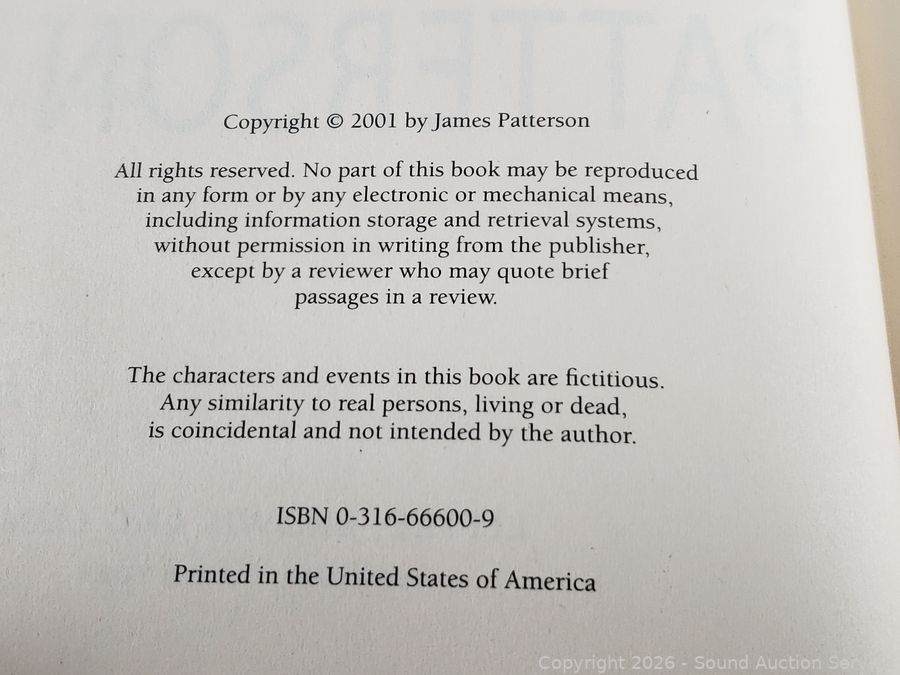 PATTERSON
Copyright © 2001 by James Patterson
All rights reserved. No part of this book may be reproduced
in any form or by any electronic or mechanical means,
including information storage and retrieval systems,
without permission in writing from the publisher,
except by a reviewer who may quote brief
passages in a review.
The characters and events in this book are fictitious.
Any similarity to real persons, living or dead,
is coincidental and not intended by the author.
ISBN 0-316-66600-9
Printed in the United States of America
Copyright 2026 - Sound Auction Serv